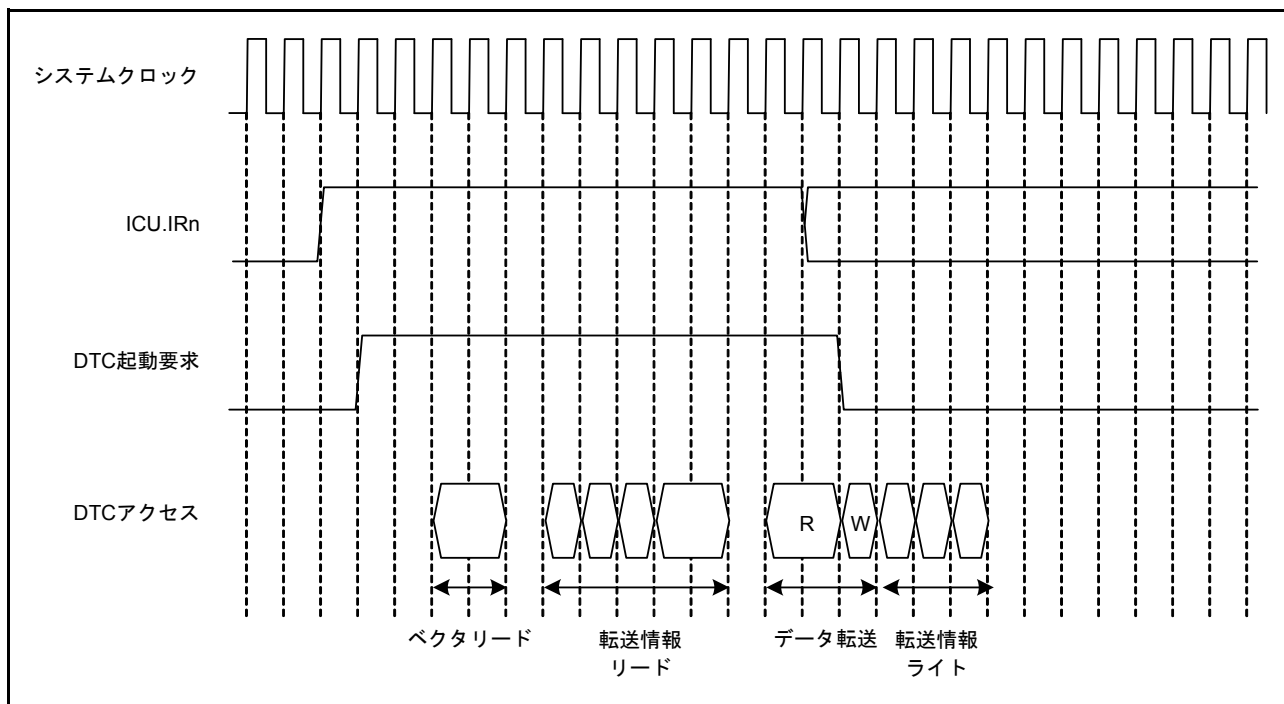 システムクロック
ICU.IRn
DTC起動要求
DTCアクセス
R
W
ベクタリード
転送情報
リード
データ転送
転送情報
ライト